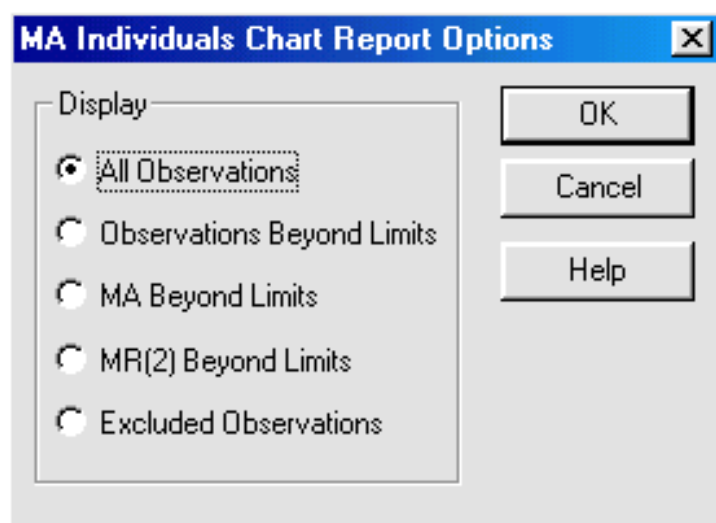 MA Individuals Chart Report Options
Display
All Observations
Observations Beyond Limits
MA Beyond Limits
MR(2) Beyond Limits
Excluded Observations
OK
Cancel
Help